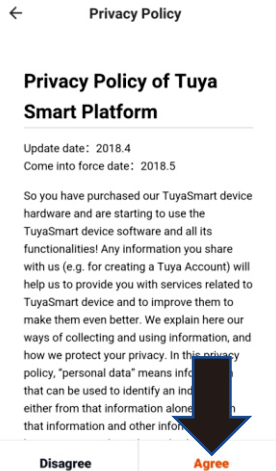 Privacy Policy
Privacy Policy of Tuya
Smart Platform
Update date：2018.4
Come into force date：2018.5
So you have purchased our TuyaSmart device
hardware and are starting to use the
TuyaSmart device software and all its
functionalities! Any information you share
with us (e.g. for creating a Tuya Account) will
help us to provide you with services related to
TuyaSmart device and to improve them to
make them even better. We explain here our
ways of collecting and using information, and
how we protect your privacy. In this privacy
policy, “personal data” means
that can be used to identify an
either from that information alone
that information and other
Disagree
Agree